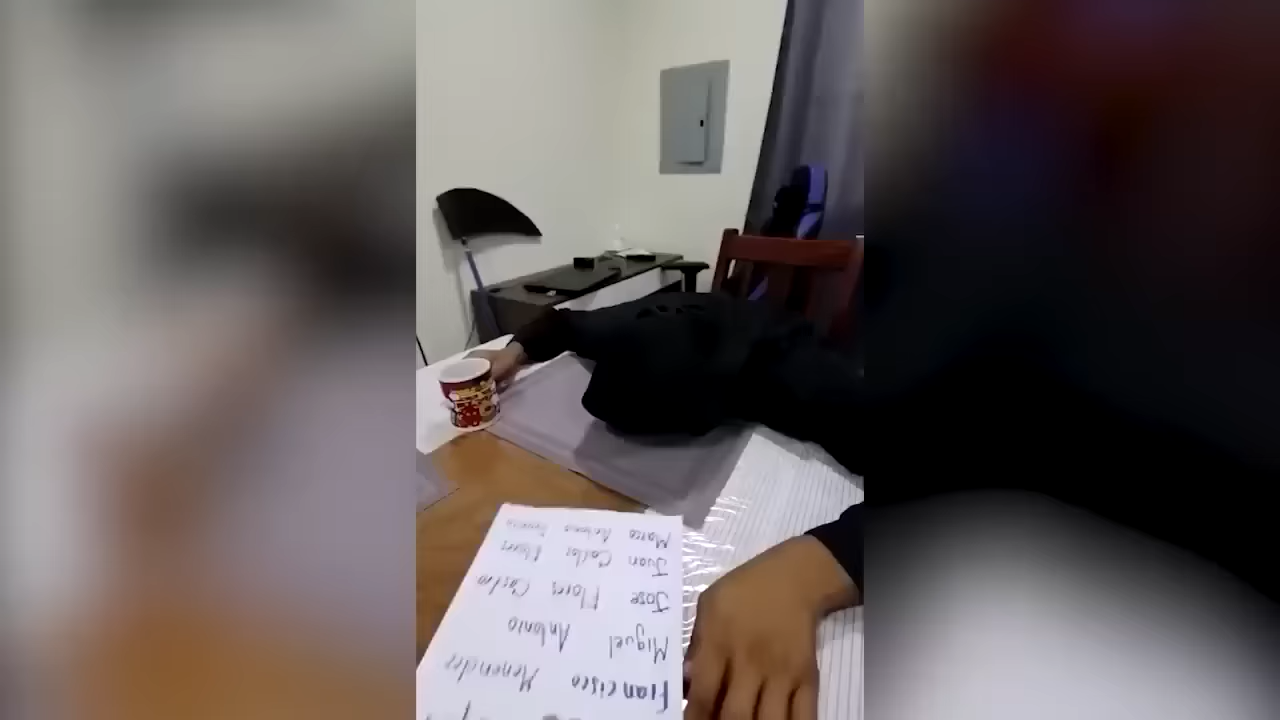 Francisco Menendez
Miguel Antonio
Jose Flores Castro
Juan Carlos Flores
Marco Antonio